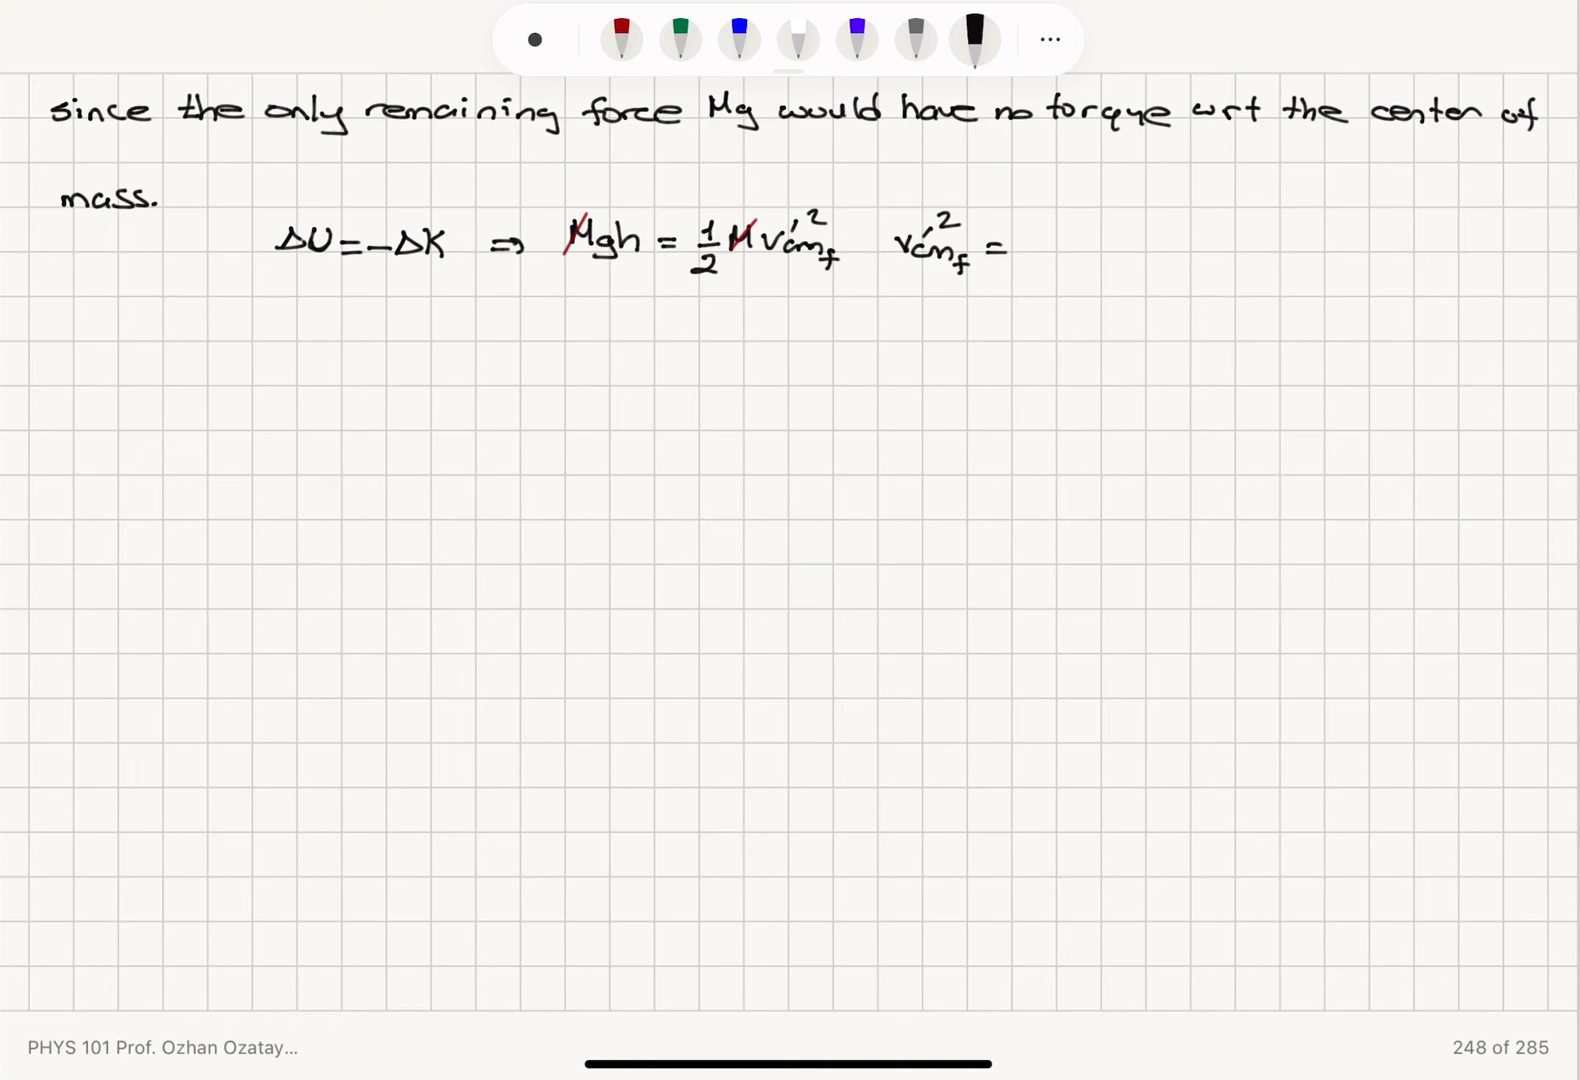 since the only remaining force Mg would have no torque wrt the center of
mass.
ΔU = -ΔK ⇒ Mgh = 1/2 Mv'cm_f² v'cm_f² =
PHYS 101 Prof. Ozhan Ozatay...
248 of 285